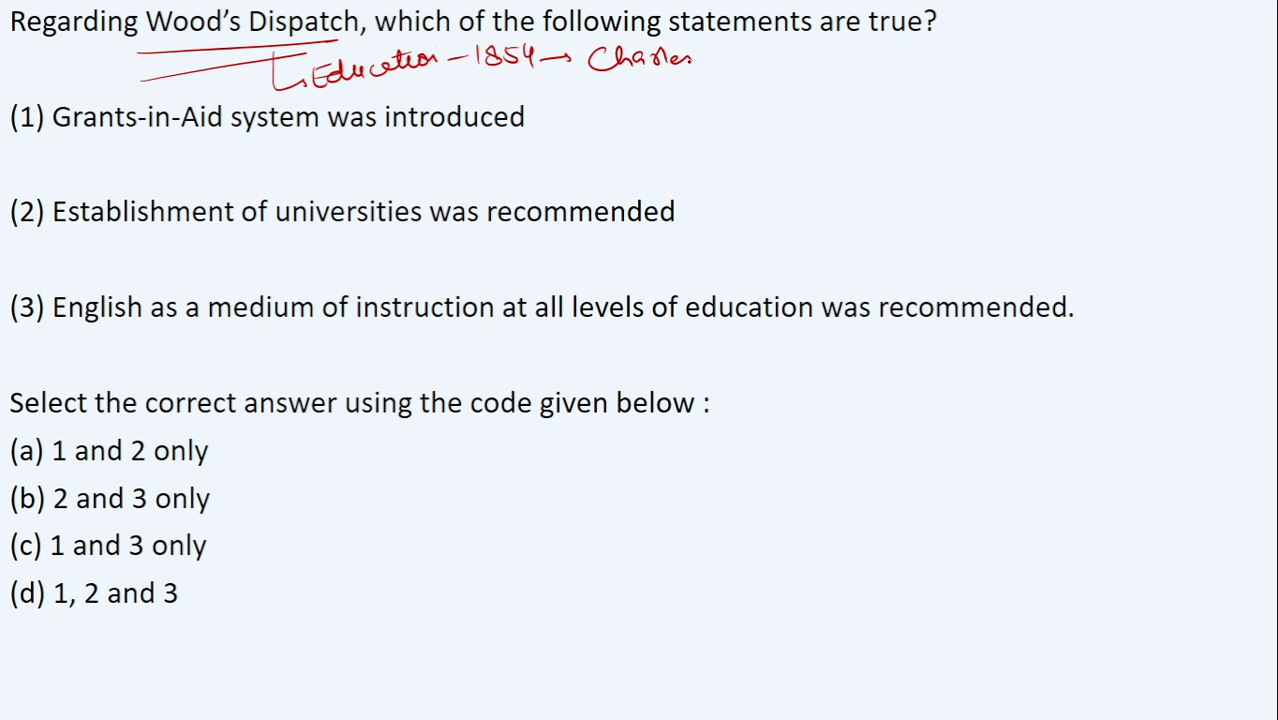 Regarding Wood’s Dispatch, which of the following statements are true?
Education – 1854 → Charles
(1) Grants-in-Aid system was introduced
(2) Establishment of universities was recommended
(3) English as a medium of instruction at all levels of education was recommended.
Select the correct answer using the code given below :
(a) 1 and 2 only
(b) 2 and 3 only
(c) 1 and 3 only
(d) 1, 2 and 3